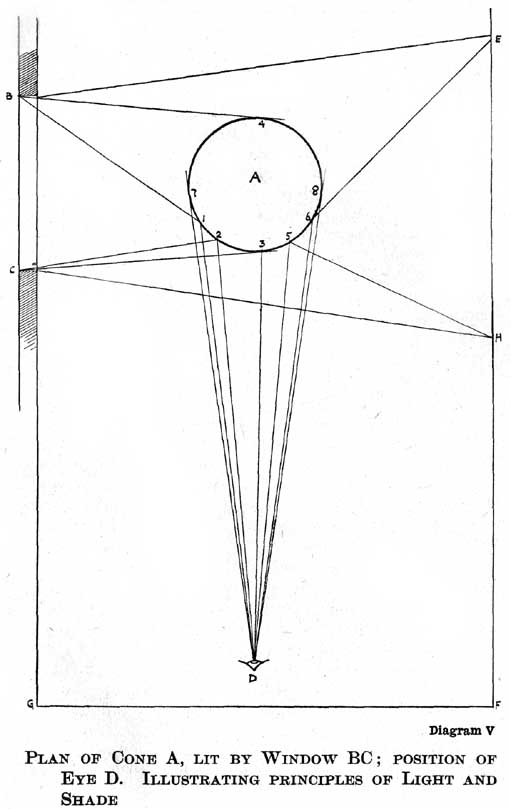 E
B
4
A
7
8
1
2
3
5
6
C
H
D
G
F
Diagram V
PLAN OF CONE A, LIT BY WINDOW BC; POSITION OF
EYE D. ILLUSTRATING PRINCIPLES OF LIGHT AND
SHADE